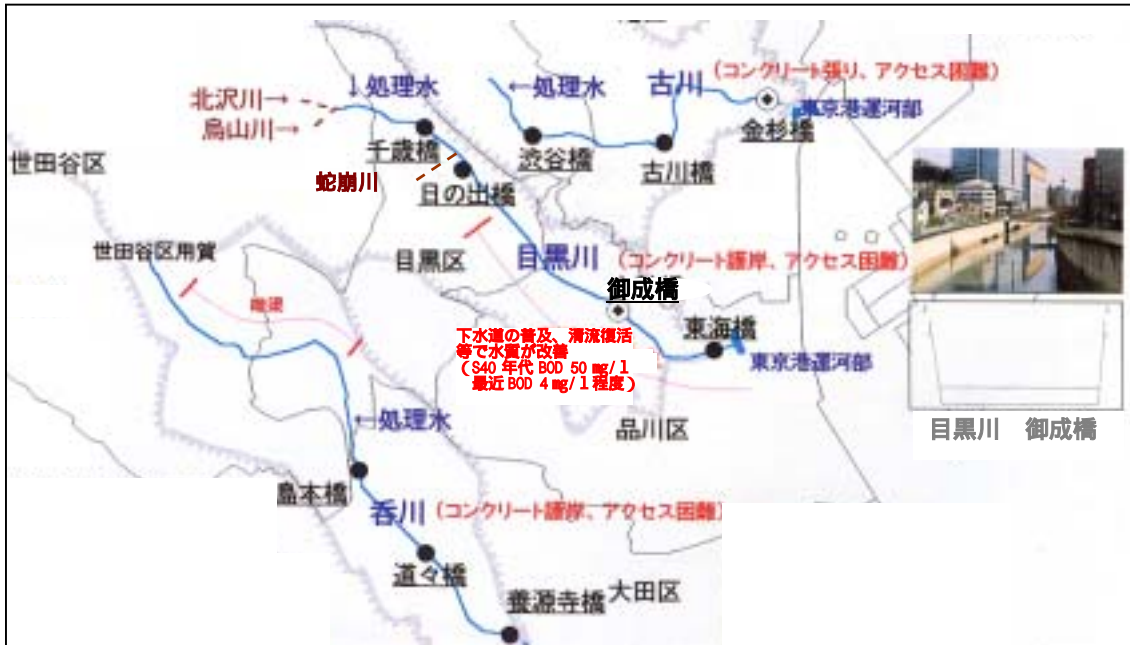 (コンクリート張り、アクセス困難)
古川
↓処理水
←処理水
北沢川→
烏山川→
東京港運河部
金杉橋
千歳橋
渋谷橋
古川橋
世田谷区
蛇崩川
日の出橋
世田谷区用賀
目黒区
目黒川
(コンクリート護岸、アクセス困難)
御成橋
東海橋
下水道の普及、清流復活
等で水質が改善
(S40 年代 BOD 50 mg/l
最近 BOD 4 mg/l 程度)
東京港運河部
←処理水
品川区
目黒川 御成橋
島本橋
呑川
(コンクリート護岸、アクセス困難)
道々橋
養源寺橋
大田区